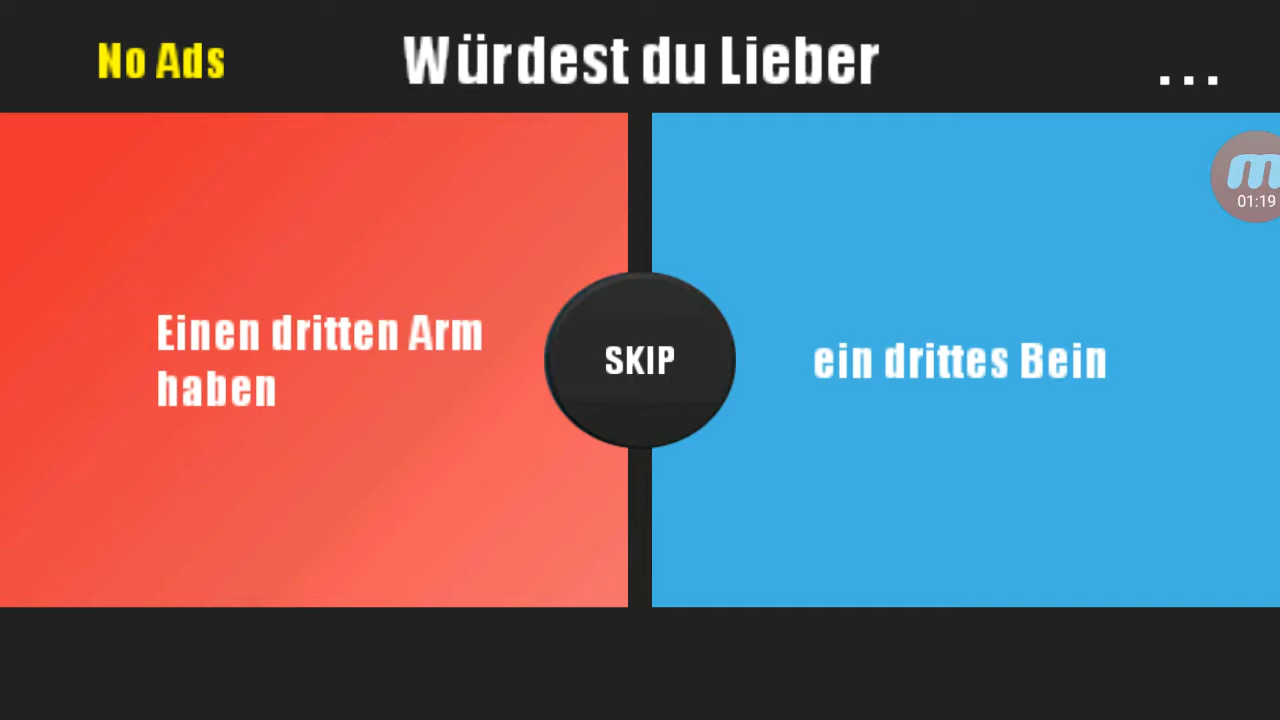 No Ads
Würdest du Lieber
...
Einen dritten Arm
haben
SKIP
ein drittes Bein
m
01:19